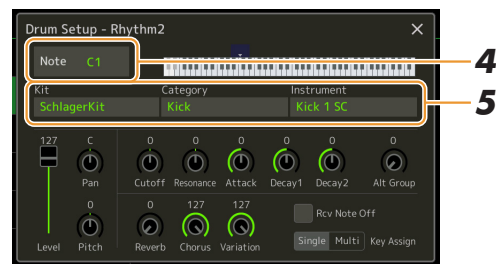 Drum Setup - Rhythm2
×
Note C1
4
Kit Category Instrument
SchlagerKit Kick Kick 1 SC
5
127 C 0 0 0 0 0 0
Pan Cutoff Resonance Attack Decay1 Decay2 Alt Group
0 0 127 127
Rcv Note Off
Level Pitch Reverb Chorus Variation Single Multi Key Assign